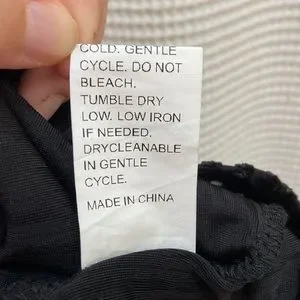 COLD. GENTLE
CYCLE. DO NOT
BLEACH.
TUMBLE DRY
LOW. LOW IRON
IF NEEDED.
DRYCLEANABLE
IN GENTLE
CYCLE.
MADE IN CHINA